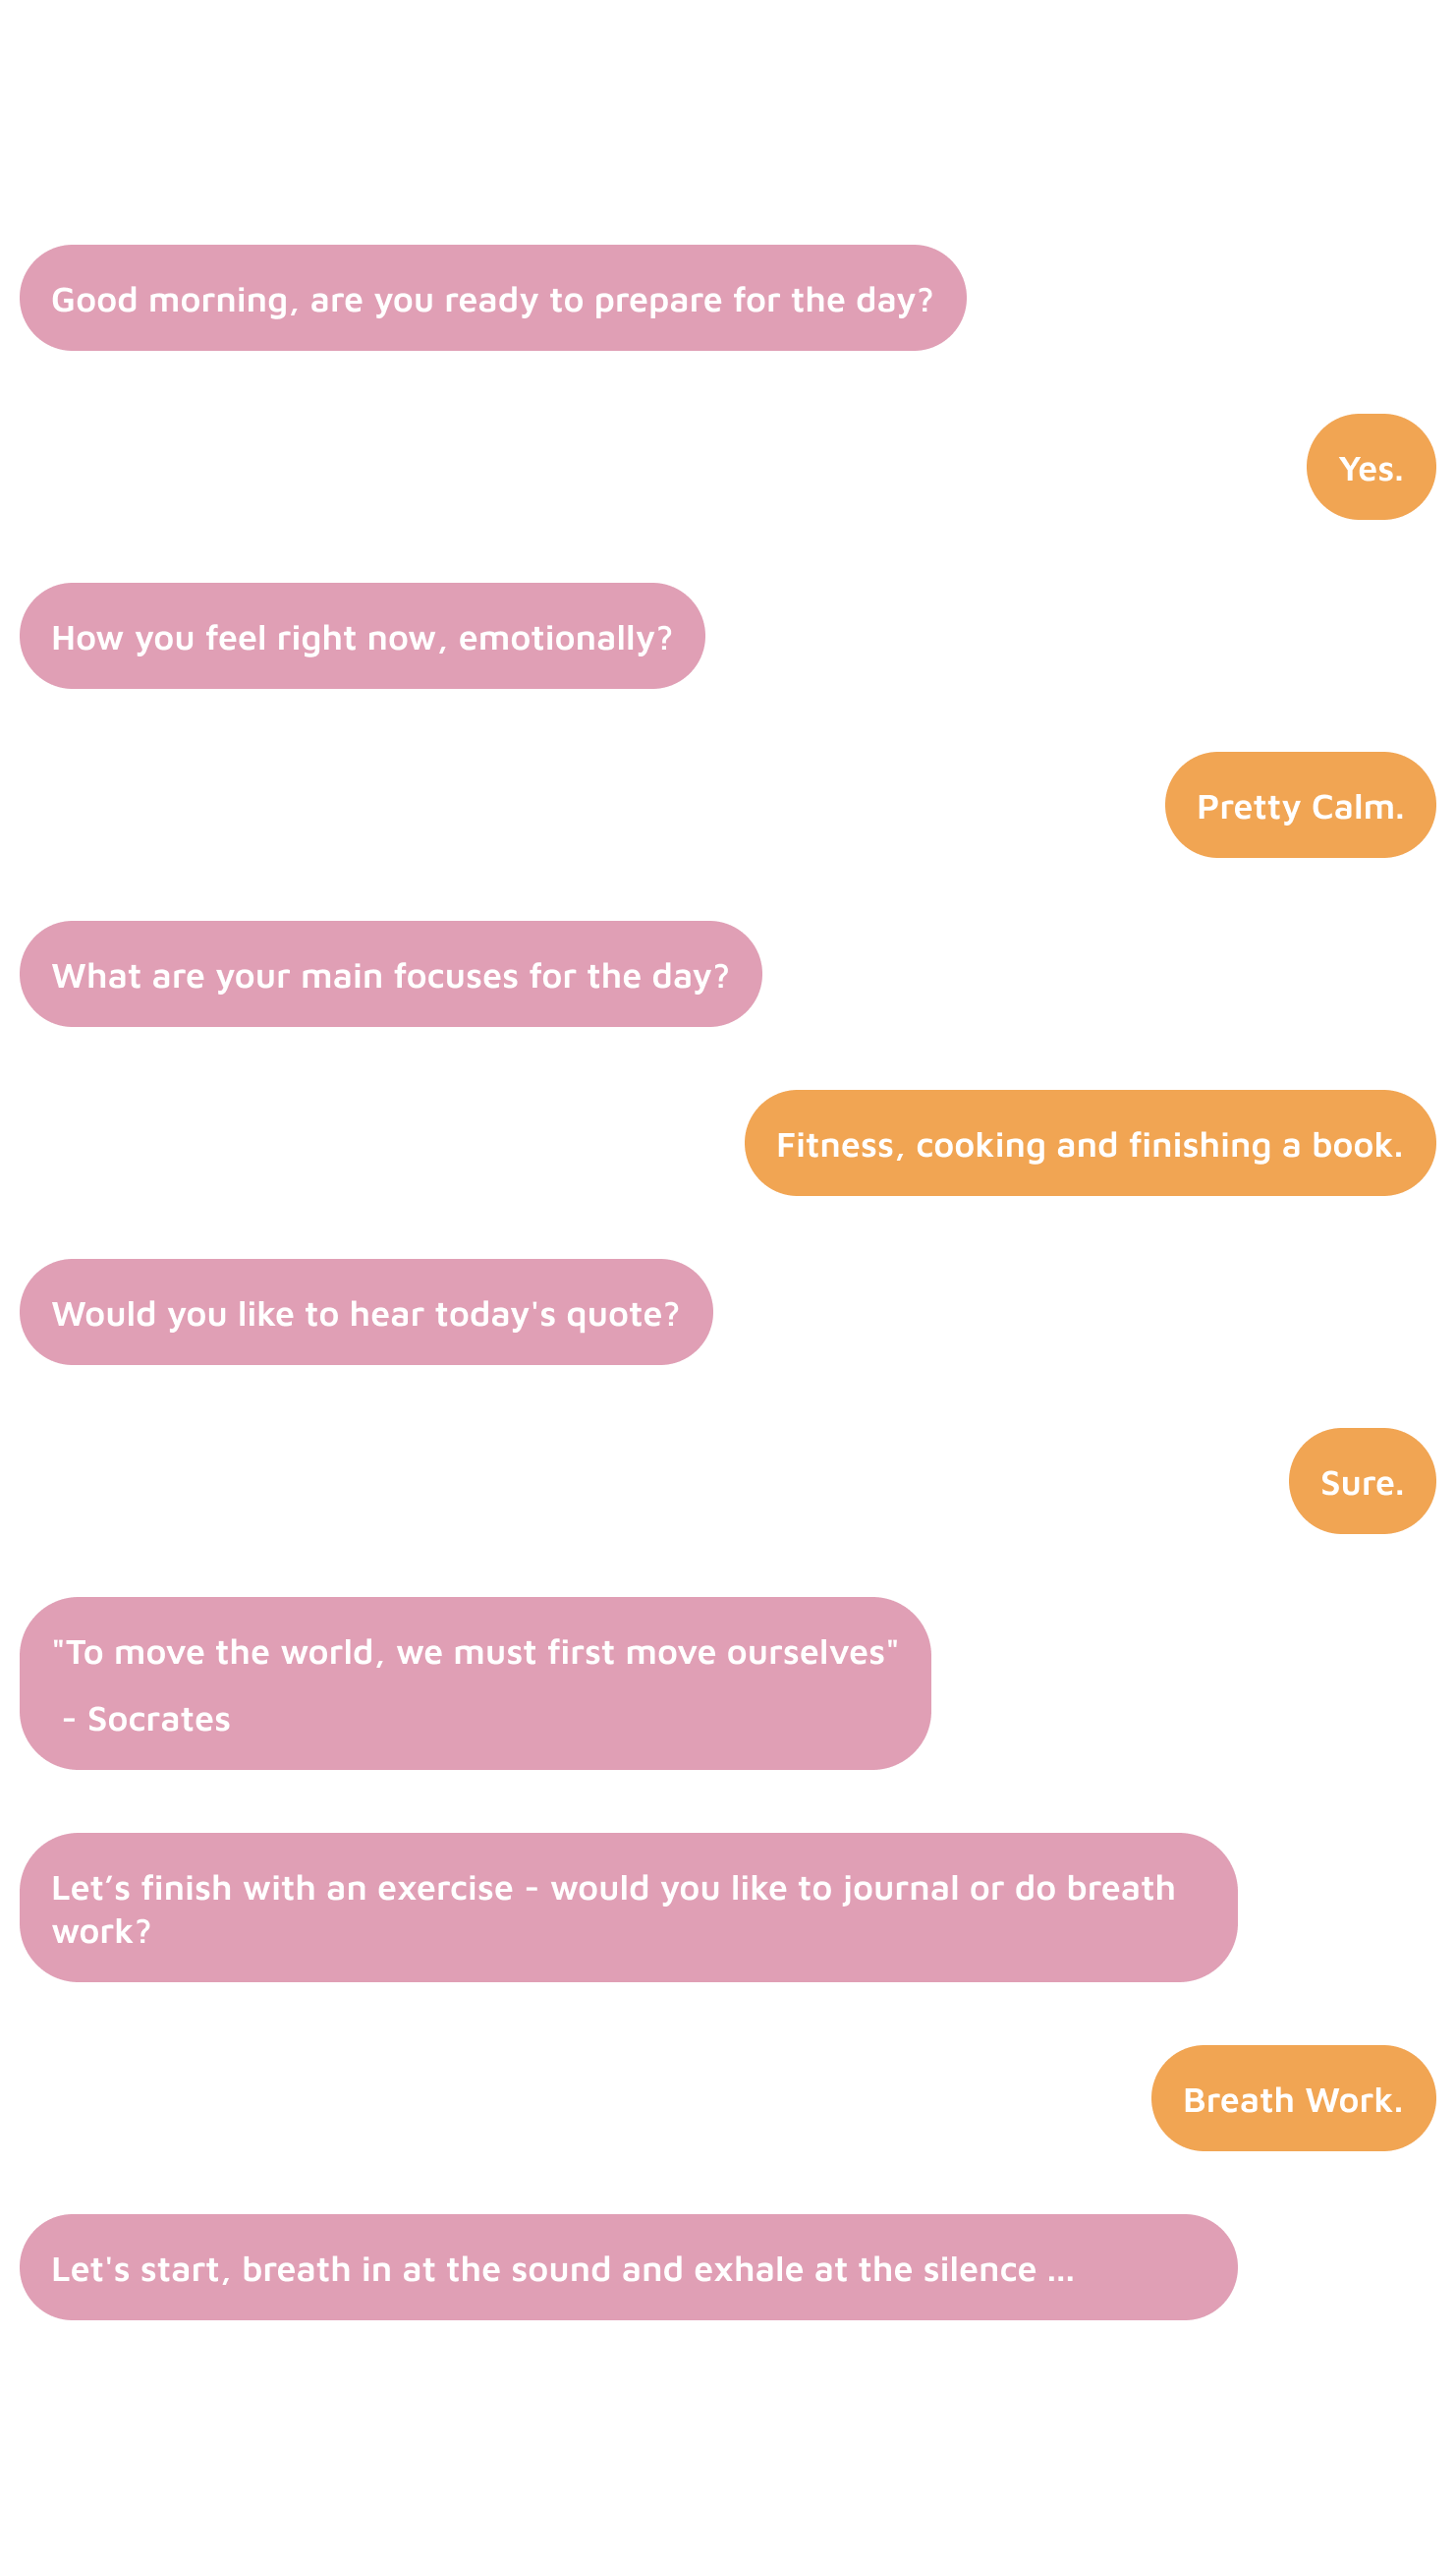 Good morning, are you ready to prepare for the day?
Yes.
How you feel right now, emotionally?
Pretty Calm.
What are your main focuses for the day?
Fitness, cooking and finishing a book.
Would you like to hear today's quote?
Sure.
"To move the world, we must first move ourselves"
- Socrates
Let’s finish with an exercise - would you like to journal or do breath
work?
Breath Work.
Let's start, breath in at the sound and exhale at the silence ...